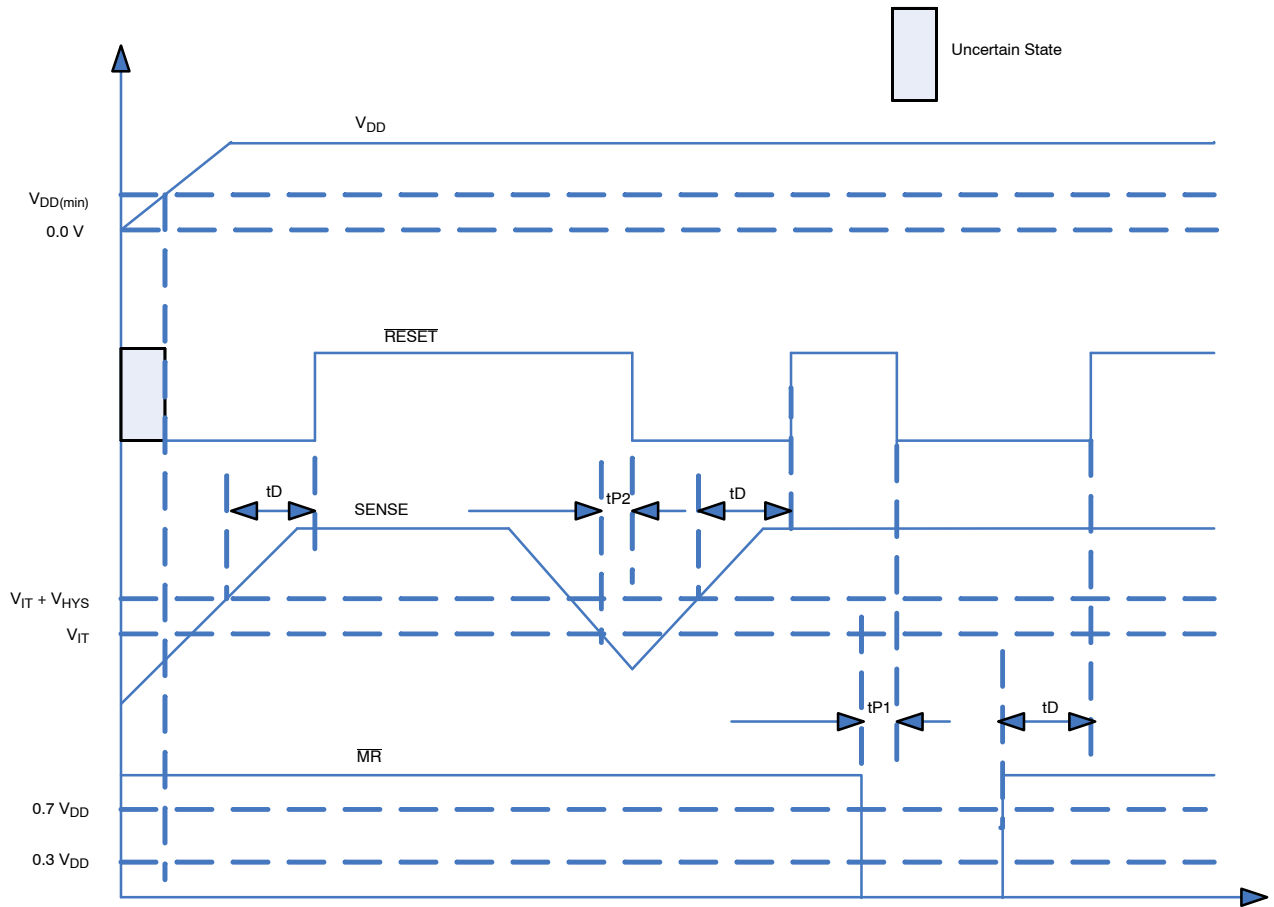 Uncertain State
VDD
VDD(min)
0.0 V
RESET
tD
SENSE
tP2
tD
VIT + VHYS
VIT
tP1
tD
MR
0.7 VDD
0.3 VDD